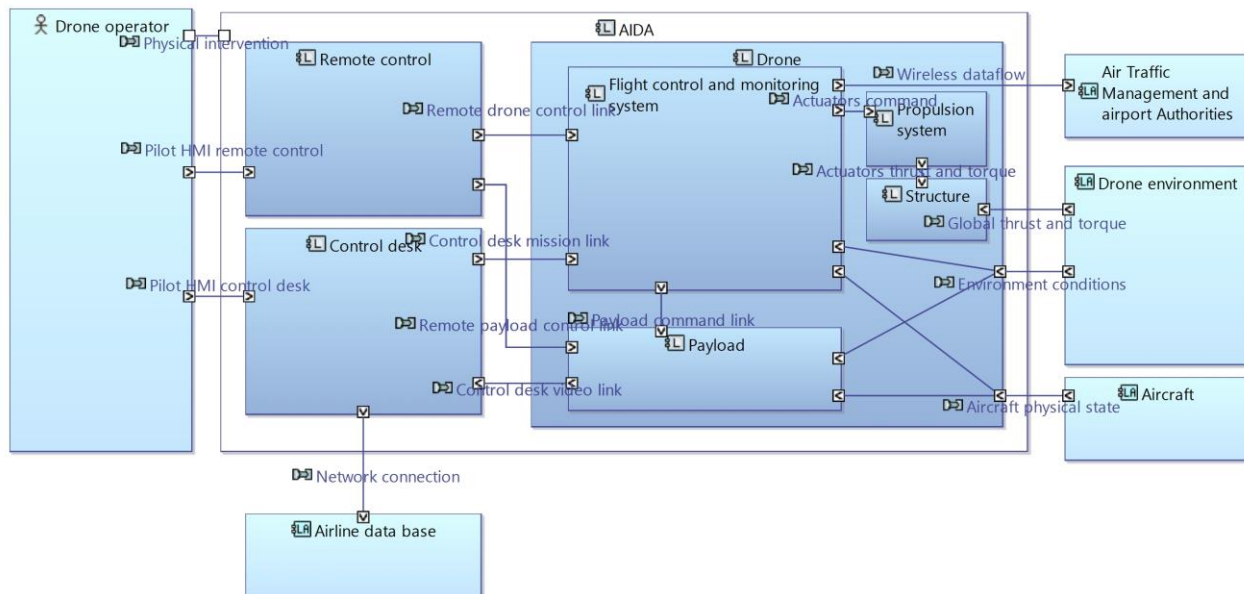 Drone operator
AIDA
Physical intervention
Remote control
Drone
Wireless dataflow
Air Traffic
Management and
airport Authorities
Remote drone control link
Flight control and monitoring
system
Actuators command
Propulsion
system
Pilot HMI remote control
Actuators thrust and torque
Drone environment
Structure
Global thrust and torque
Control desk
Control desk mission link
Pilot HMI control desk
Environment conditions
Remote payload control link
Payload command link
Payload
Control desk video link
Aircraft
Aircraft physical state
Network connection
Airline data base